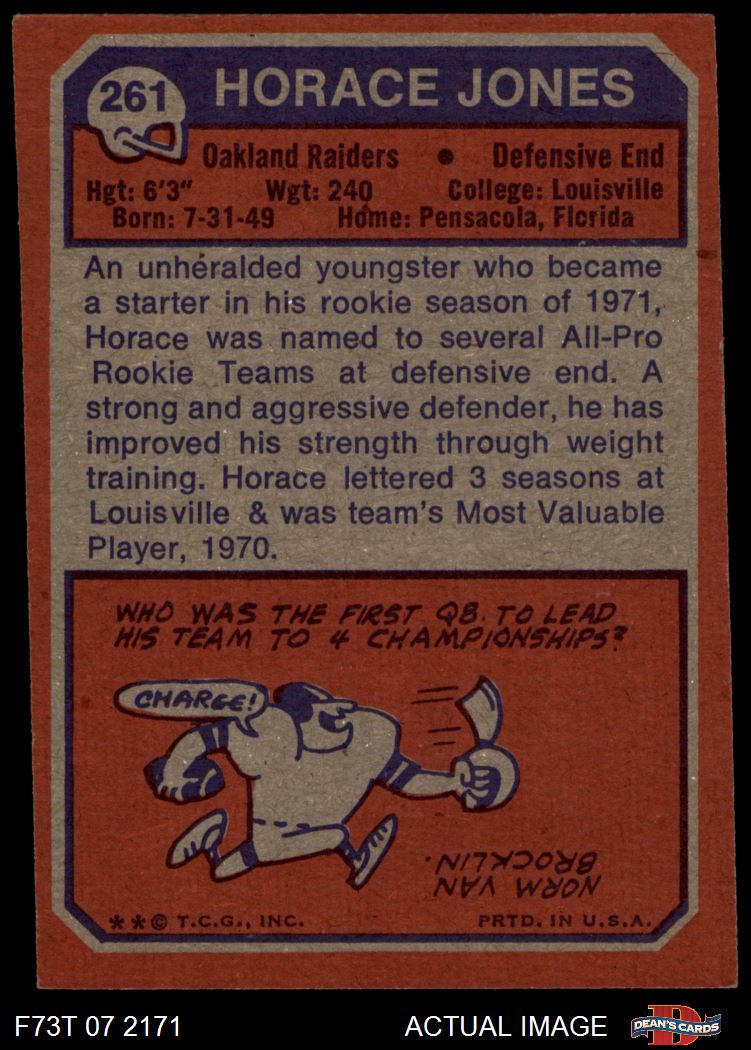 261
HORACE JONES
Oakland Raiders • Defensive End
Hgt: 6'3" Wgt: 240 College: Louisville
Born: 7-31-49 Home: Pensacola, Florida
An unheralded youngster who became
a starter in his rookie season of 1971,
Horace was named to several All-Pro
Rookie Teams at defensive end. A
strong and aggressive defender, he has
improved his strength through weight
training. Horace lettered 3 seasons at
Louisville & was team's Most Valuable
Player, 1970.
WHO WAS THE FIRST QB. TO LEAD
HIS TEAM TO 4 CHAMPIONSHIPS?
CHARGE!
NORM VAN
BROCKLIN.
**© T.C.G., INC. PRTD. IN U.S.A.
F73T 07 2171 ACTUAL IMAGE
D
DEAN'S CARDS